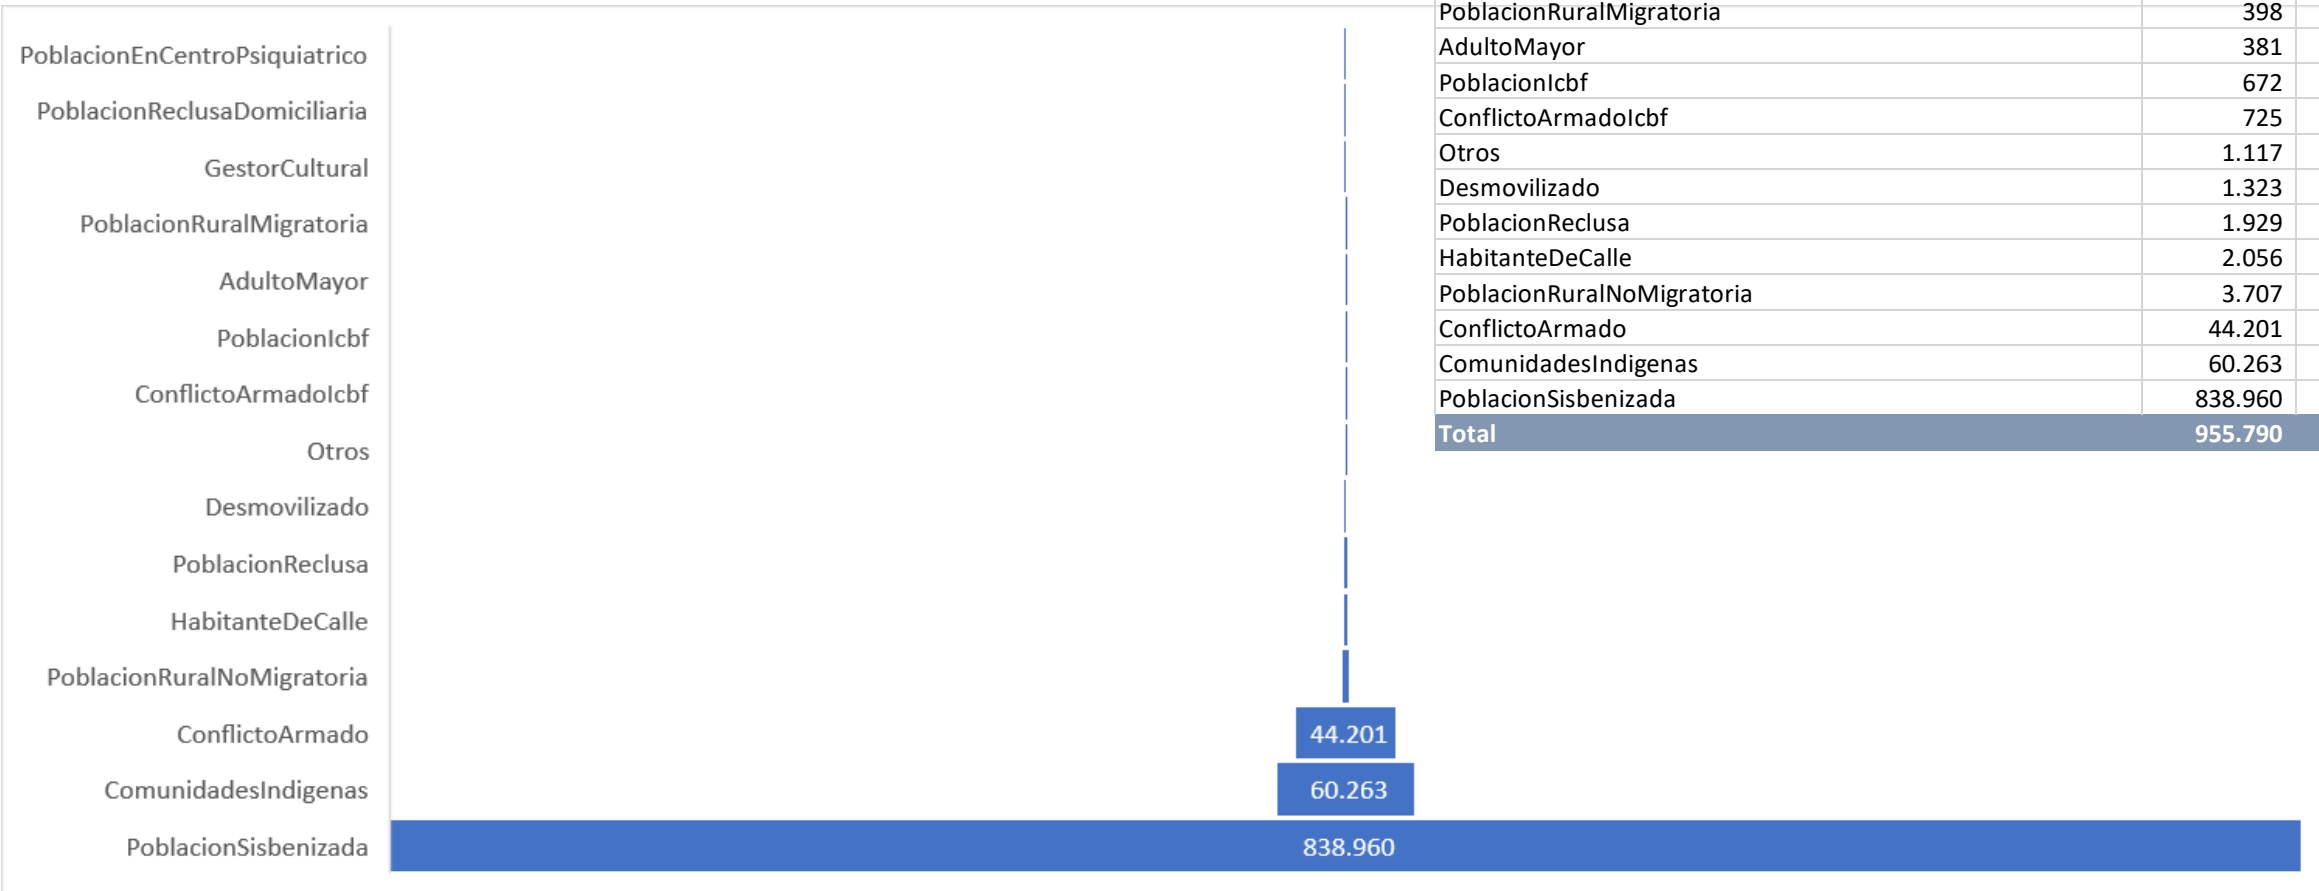 PoblacionEnCentroPsiquiatrico
PoblacionReclusaDomiciliaria
GestorCultural
PoblacionRuralMigratoria
AdultoMayor
PoblacionIcbf
ConflictoArmadoIcbf
Otros
Desmovilizado
PoblacionReclusa
HabitanteDeCalle
PoblacionRuralNoMigratoria
ConflictoArmado 44.201
ComunidadesIndigenas 60.263
PoblacionSisbenizada 838.960
PoblacionRuralMigratoria 398
AdultoMayor 381
PoblacionIcbf 672
ConflictoArmadoIcbf 725
Otros 1.117
Desmovilizado 1.323
PoblacionReclusa 1.929
HabitanteDeCalle 2.056
PoblacionRuralNoMigratoria 3.707
ConflictoArmado 44.201
ComunidadesIndigenas 60.263
PoblacionSisbenizada 838.960
Total 955.790